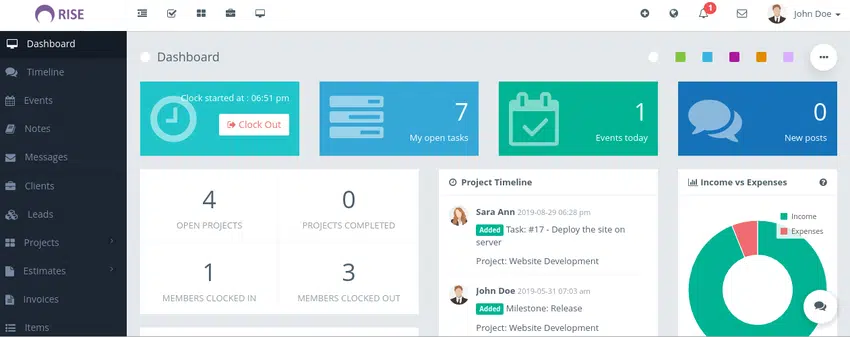 RISE
1
John Doe
Dashboard
Timeline
Events
Notes
Messages
Clients
Leads
Projects
Estimates
Invoices
Items
Dashboard
Clock started at : 06:51 pm
Clock Out
7
My open tasks
1
Events today
0
New posts
4
OPEN PROJECTS
0
PROJECTS COMPLETED
1
MEMBERS CLOCKED IN
3
MEMBERS CLOCKED OUT
Project Timeline
Sara Ann 2019-08-29 06:28 pm
Added Task: #17 - Deploy the site on
server
Project: Website Development
John Doe 2019-05-31 07:03 am
Added Milestone: Release
Project: Website Development
Income vs Expenses
Income
Expenses